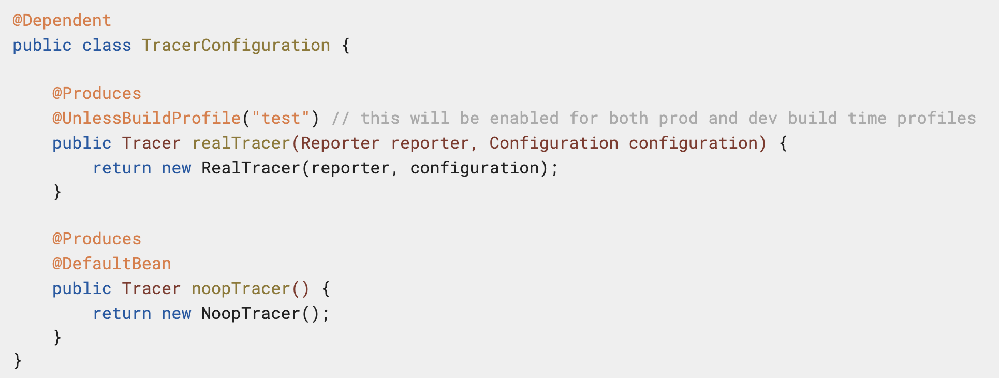 @Dependent
public class TracerConfiguration {
@Produces
@UnlessBuildProfile("test") // this will be enabled for both prod and dev build time profiles
public Tracer realTracer(Reporter reporter, Configuration configuration) {
return new RealTracer(reporter, configuration);
}
@Produces
@DefaultBean
public Tracer noopTracer() {
return new NoopTracer();
}
}